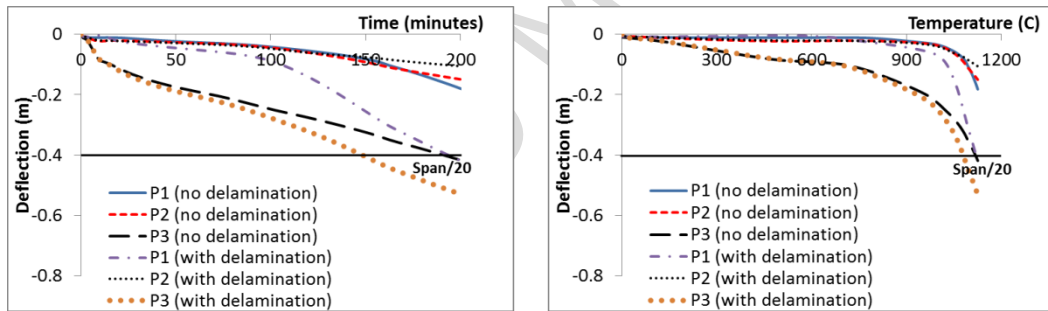 Time (minutes)
0
0
50
100
150
200
-0.2
-0.4
-0.6
-0.8
Deflection (m)
Span/20
P1 (no delamination)
P2 (no delamination)
P3 (no delamination)
P1 (with delamination)
P2 (with delamination)
P3 (with delamination)
Temperature (C)
0
0
300
600
900
1200
-0.2
-0.4
-0.6
-0.8
Deflection (m)
Span/20
P1 (no delamination)
P2 (no delamination)
P3 (no delamination)
P1 (with delamination)
P2 (with delamination)
P3 (with delamination)